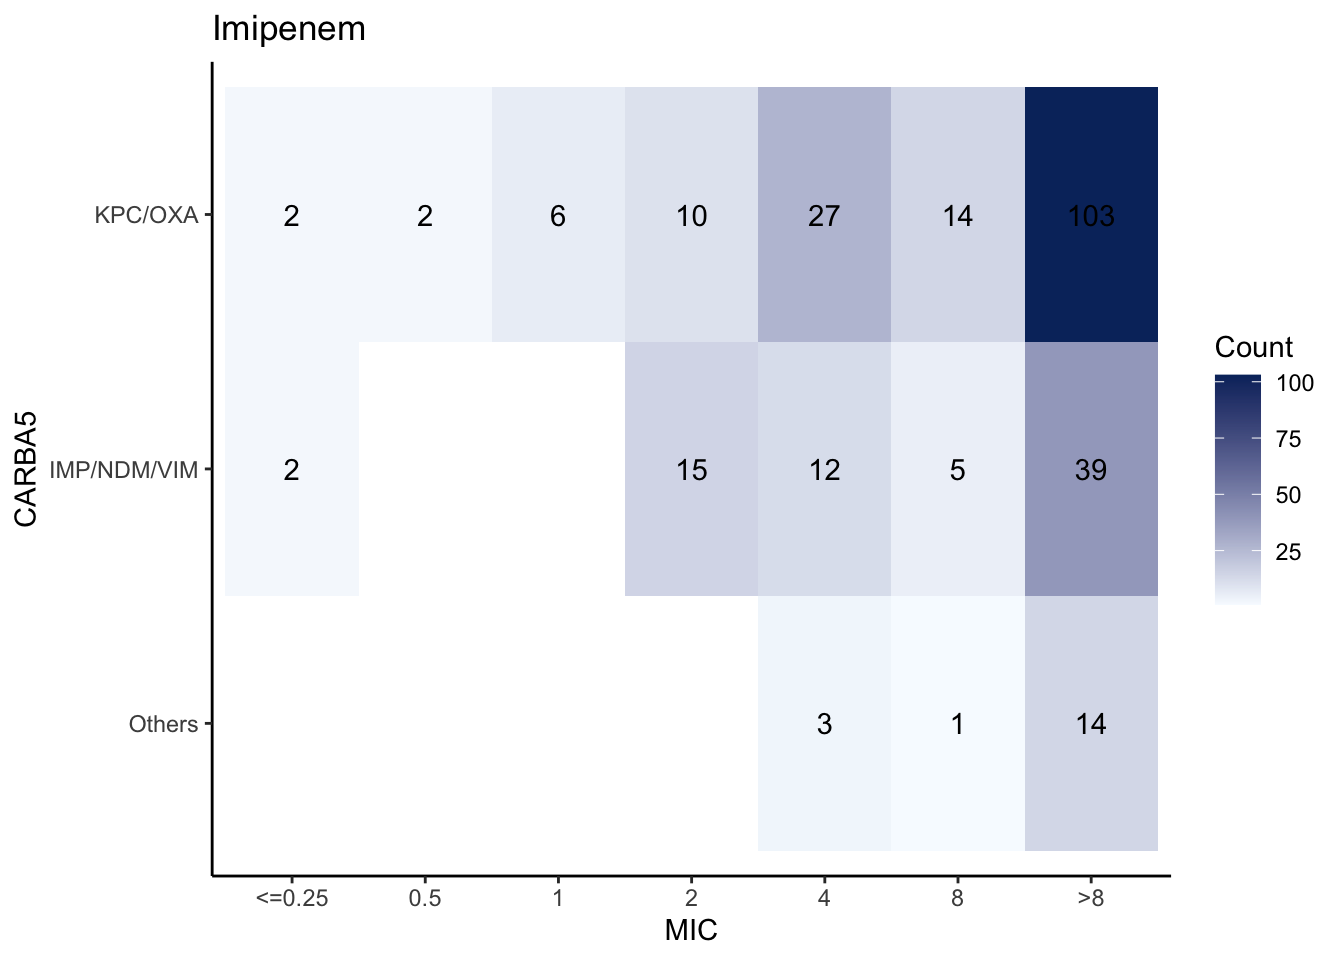 Imipenem
KPC/OXA
2 2 6 10 27 14 103
IMP/NDM/VIM
2 15 12 5 39
Others
3 1 14
CARBA5
<=0.25 0.5 1 2 4 8 >8
MIC
Count
100
75
50
25